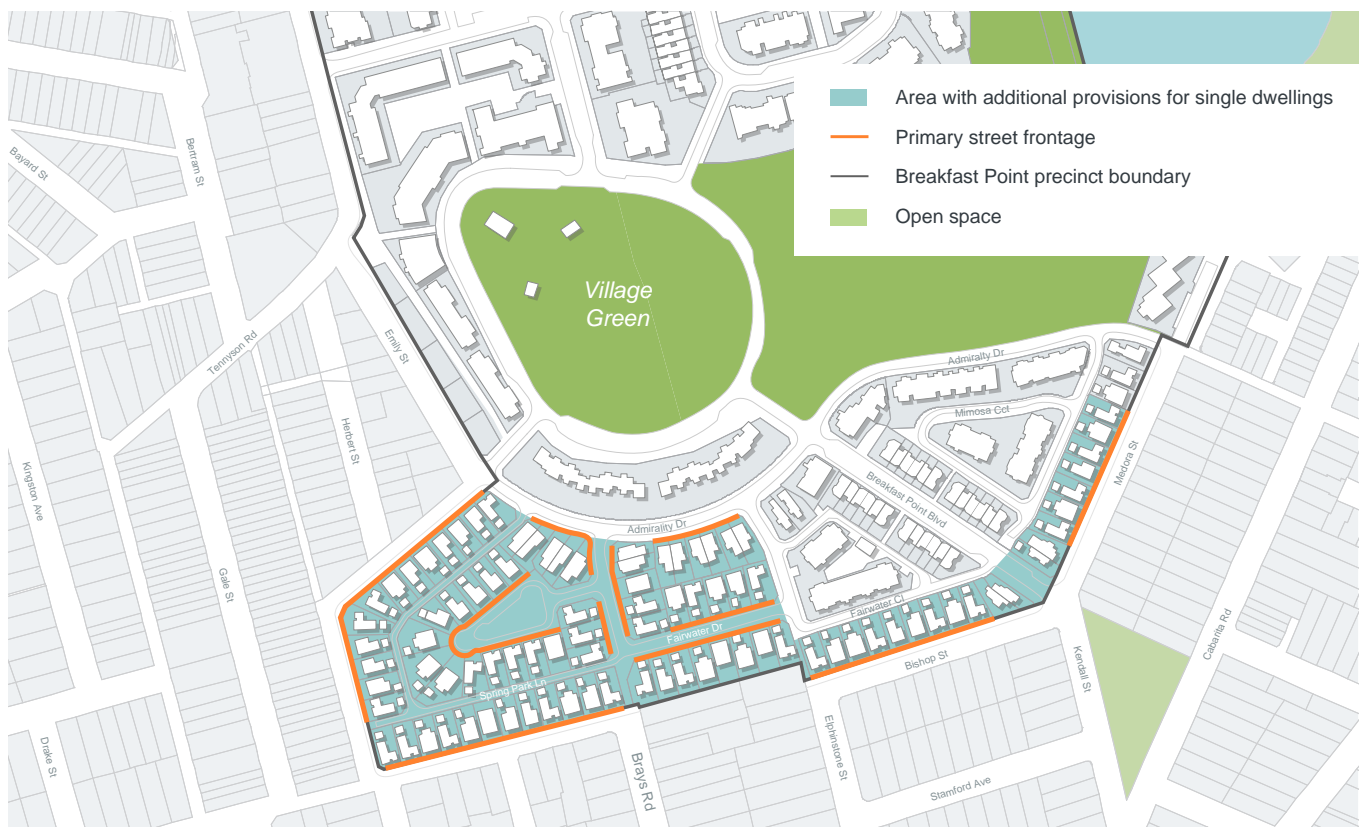 Area with additional provisions for single dwellings
Primary street frontage
Breakfast Point precinct boundary
Open space
Bayard St
Bertram St
Village
Green
Tennyson Rd
Emily St
Herbert St
Kingston Ave
Gale St
Drake St
Admiralty Dr
Mimosa Cct
Medora St
Breakfast Point Blvd
Admirality Dr
Fairwater Cl
Fairwater Dr
Spring Park Ln
Bishop St
Kendall St
Cabarita Rd
Elphinstone St
Brays Rd
Stamford Ave